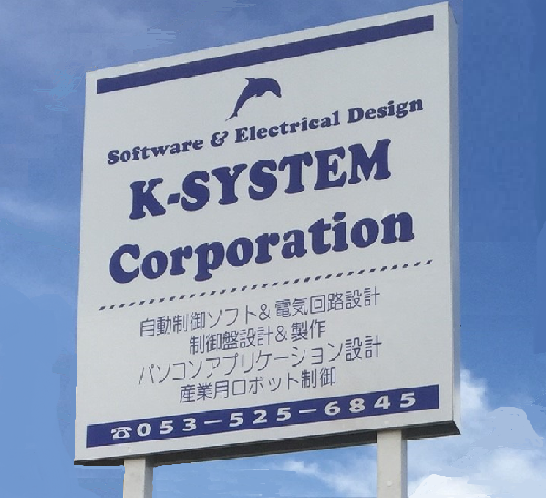 Software & Electrical Design
K-SYSTEM
Corporation
自動制御ソフト&電気回路設計
制御盤設計&製作
パソコンアプリケーション設計
産業用ロボット制御
☎053-525-6845